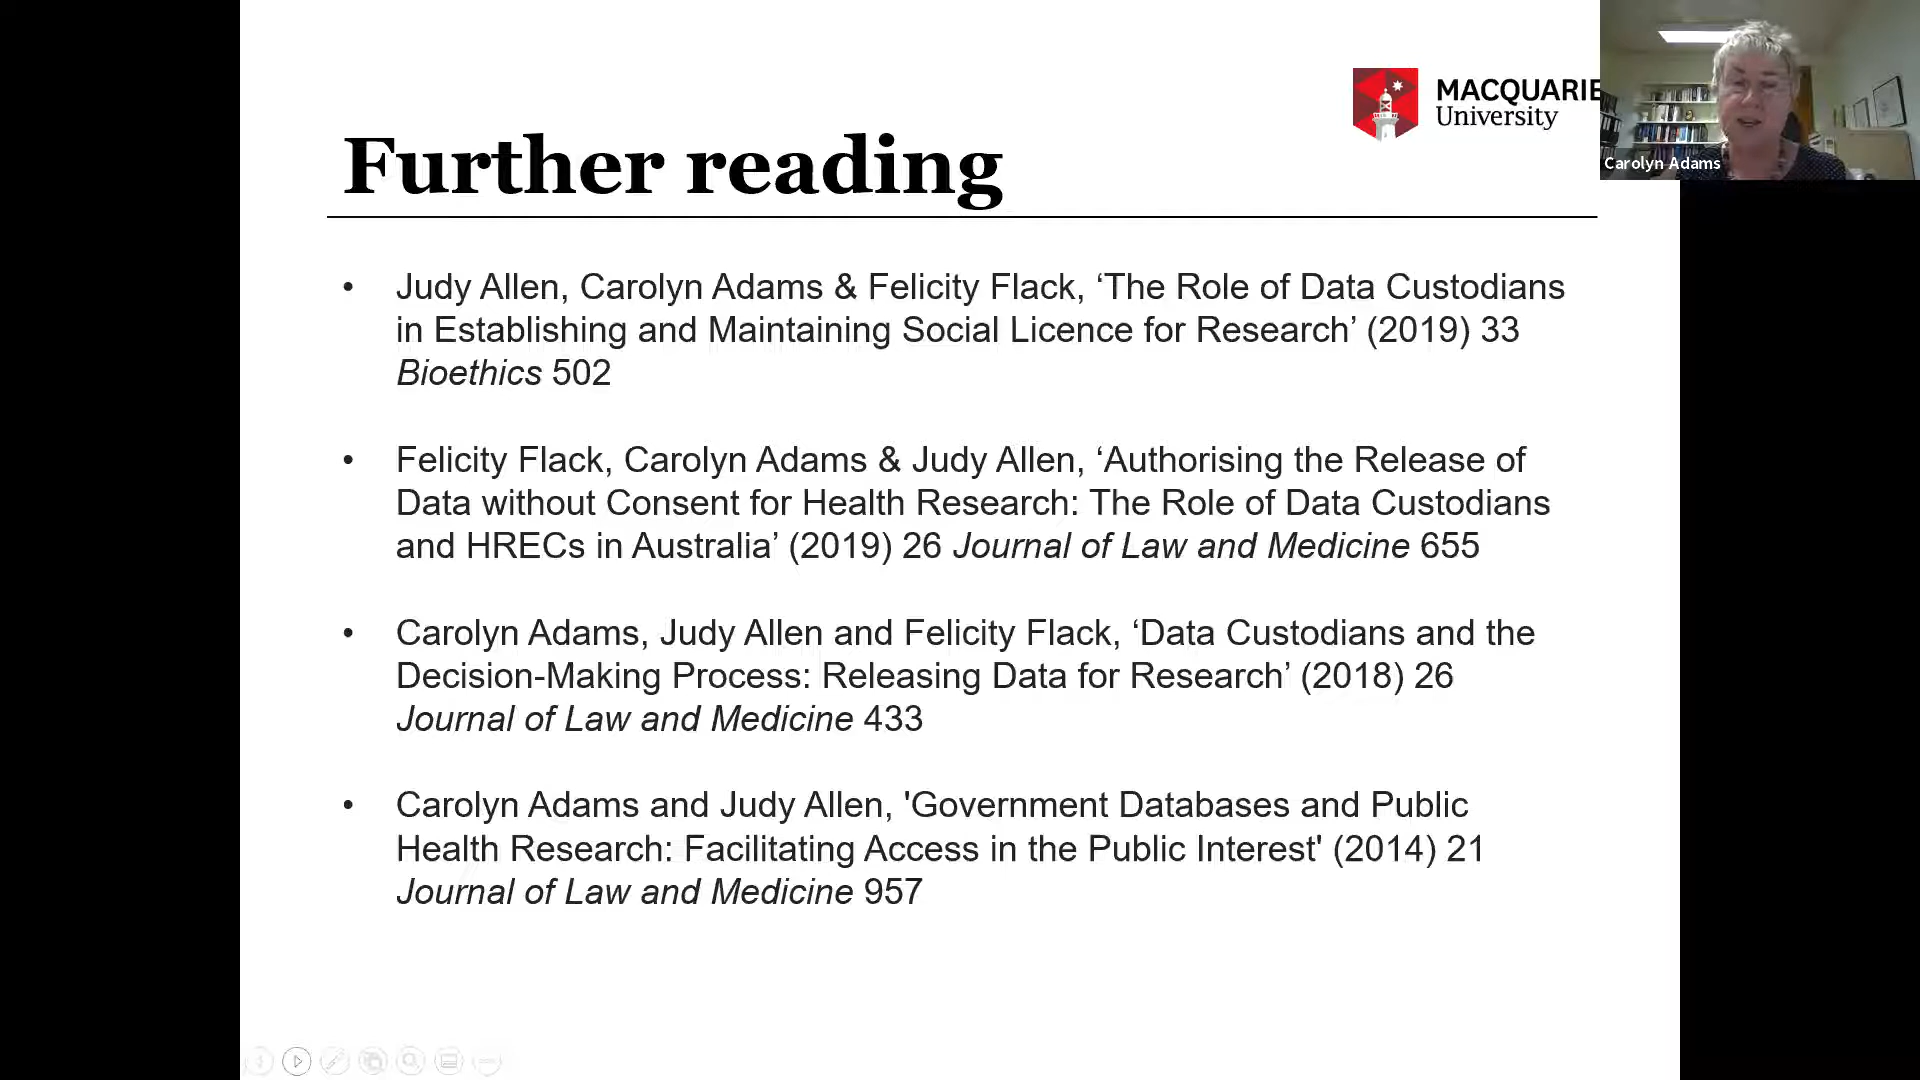 MACQUARIE
University
Carolyn Adams
Further reading
• Judy Allen, Carolyn Adams & Felicity Flack, ‘The Role of Data Custodians
in Establishing and Maintaining Social Licence for Research’ (2019) 33
Bioethics 502
• Felicity Flack, Carolyn Adams & Judy Allen, ‘Authorising the Release of
Data without Consent for Health Research: The Role of Data Custodians
and HRECs in Australia’ (2019) 26 Journal of Law and Medicine 655
• Carolyn Adams, Judy Allen and Felicity Flack, ‘Data Custodians and the
Decision-Making Process: Releasing Data for Research’ (2018) 26
Journal of Law and Medicine 433
• Carolyn Adams and Judy Allen, 'Government Databases and Public
Health Research: Facilitating Access in the Public Interest' (2014) 21
Journal of Law and Medicine 957